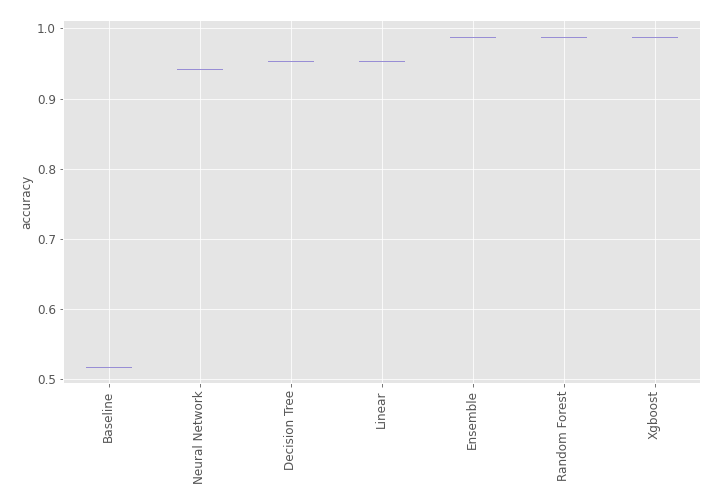 1.0
0.9
0.8
0.7
0.6
0.5
accuracy
Baseline
Neural Network
Decision Tree
Linear
Ensemble
Random Forest
Xgboost